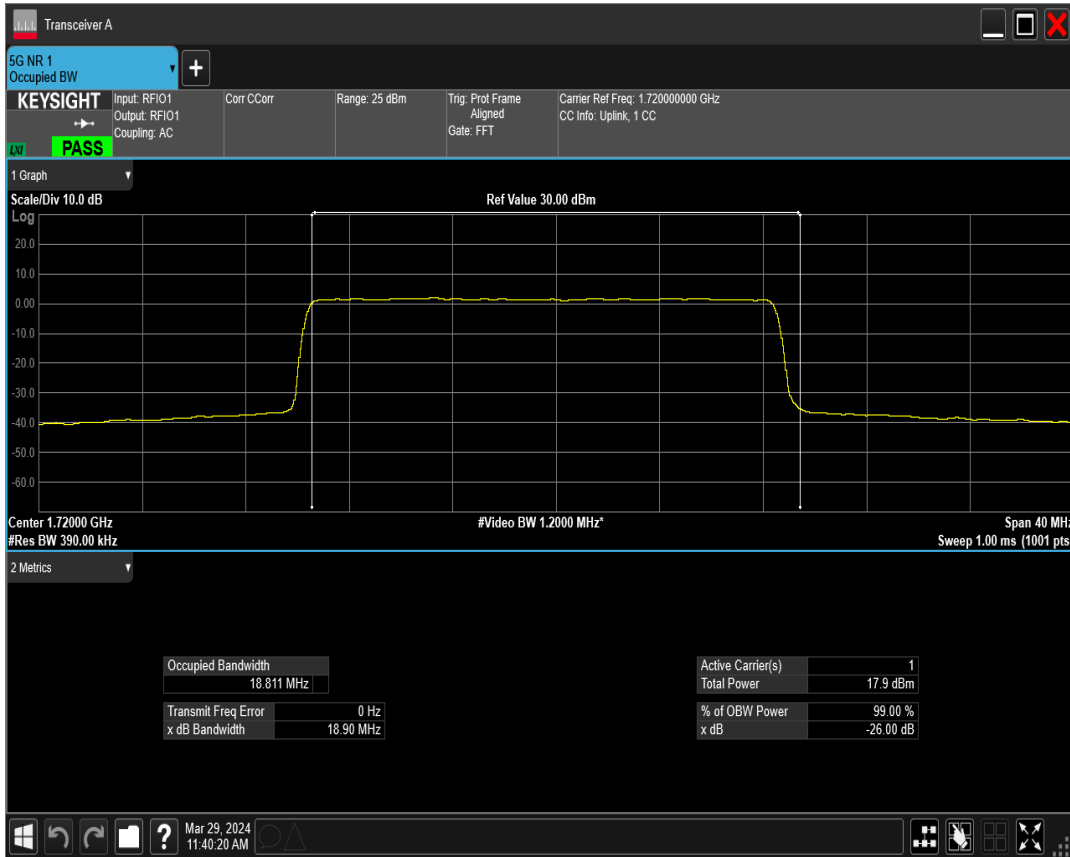 Transceiver A
5G NR 1
Occupied BW
KEYSIGHT
LXI
PASS
Input: RFIO1
Output: RFIO1
Coupling: AC
Corr CCorr
Range: 25 dBm
Trig: Prot Frame
Aligned
Gate: FFT
Carrier Ref Freq: 1.720000000 GHz
CC Info: Uplink, 1 CC
1 Graph
Scale/Div 10.0 dB
Ref Value 30.00 dBm
Log
20.0
10.0
0.00
-10.0
-20.0
-30.0
-40.0
-50.0
-60.0
Center 1.72000 GHz
#Video BW 1.2000 MHz*
Span 40 MHz
#Res BW 390.00 kHz
Sweep 1.00 ms (1001 pts
2 Metrics
Occupied Bandwidth
18.811 MHz
Transmit Freq Error 0 Hz
x dB Bandwidth 18.90 MHz
Active Carrier(s) 1
Total Power 17.9 dBm
% of OBW Power 99.00 %
x dB -26.00 dB
?
Mar 29, 2024
11:40:20 AM